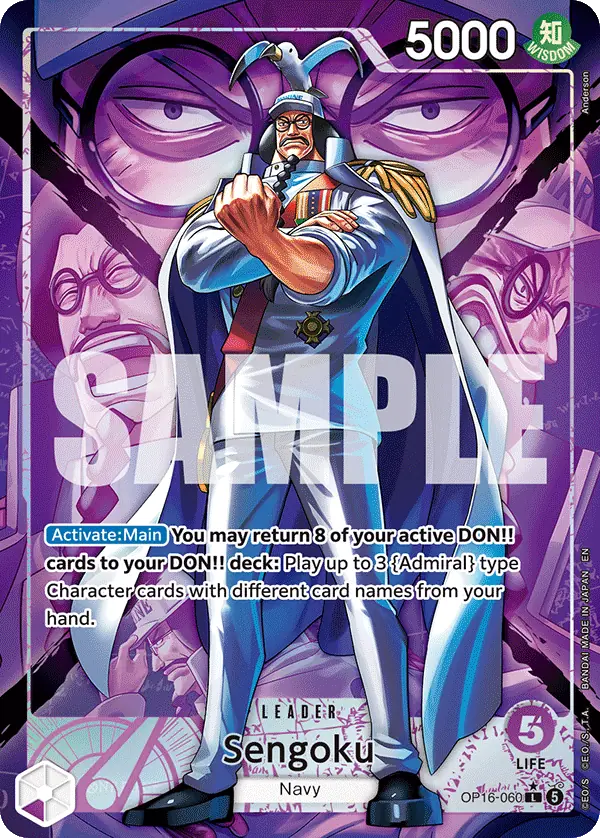 5000
知
WISDOM
Anderson
MARINE
SAMPLE
Activate:Main You may return 8 of your active DON!!
cards to your DON!! deck: Play up to 3 {Admiral} type
Character cards with different card names from your
hand.
LEADER
Sengoku
Navy
5
LIFE
OP16-060 L ★ 5
©E.O./S. ©E.O./S.,T.A. BANDAI MADE IN JAPAN EN